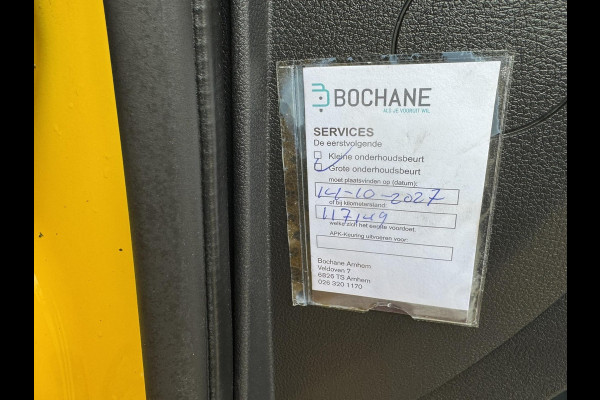 BOCHANE
ALS JE VOORUIT WIL
SERVICES
De eerstvolgende
Kleine onderhoudsbeurt
Grote onderhoudsbeurt
moet plaatsvinden op (datum):
14-10-2027
of bij kilometerstand:
117149
welke zich het eerste voordoet.
APK-Keuring uitvoeren voor:
Bochane Arnhem
Veldoven 7
6826 TS Arnhem
026 320 1170